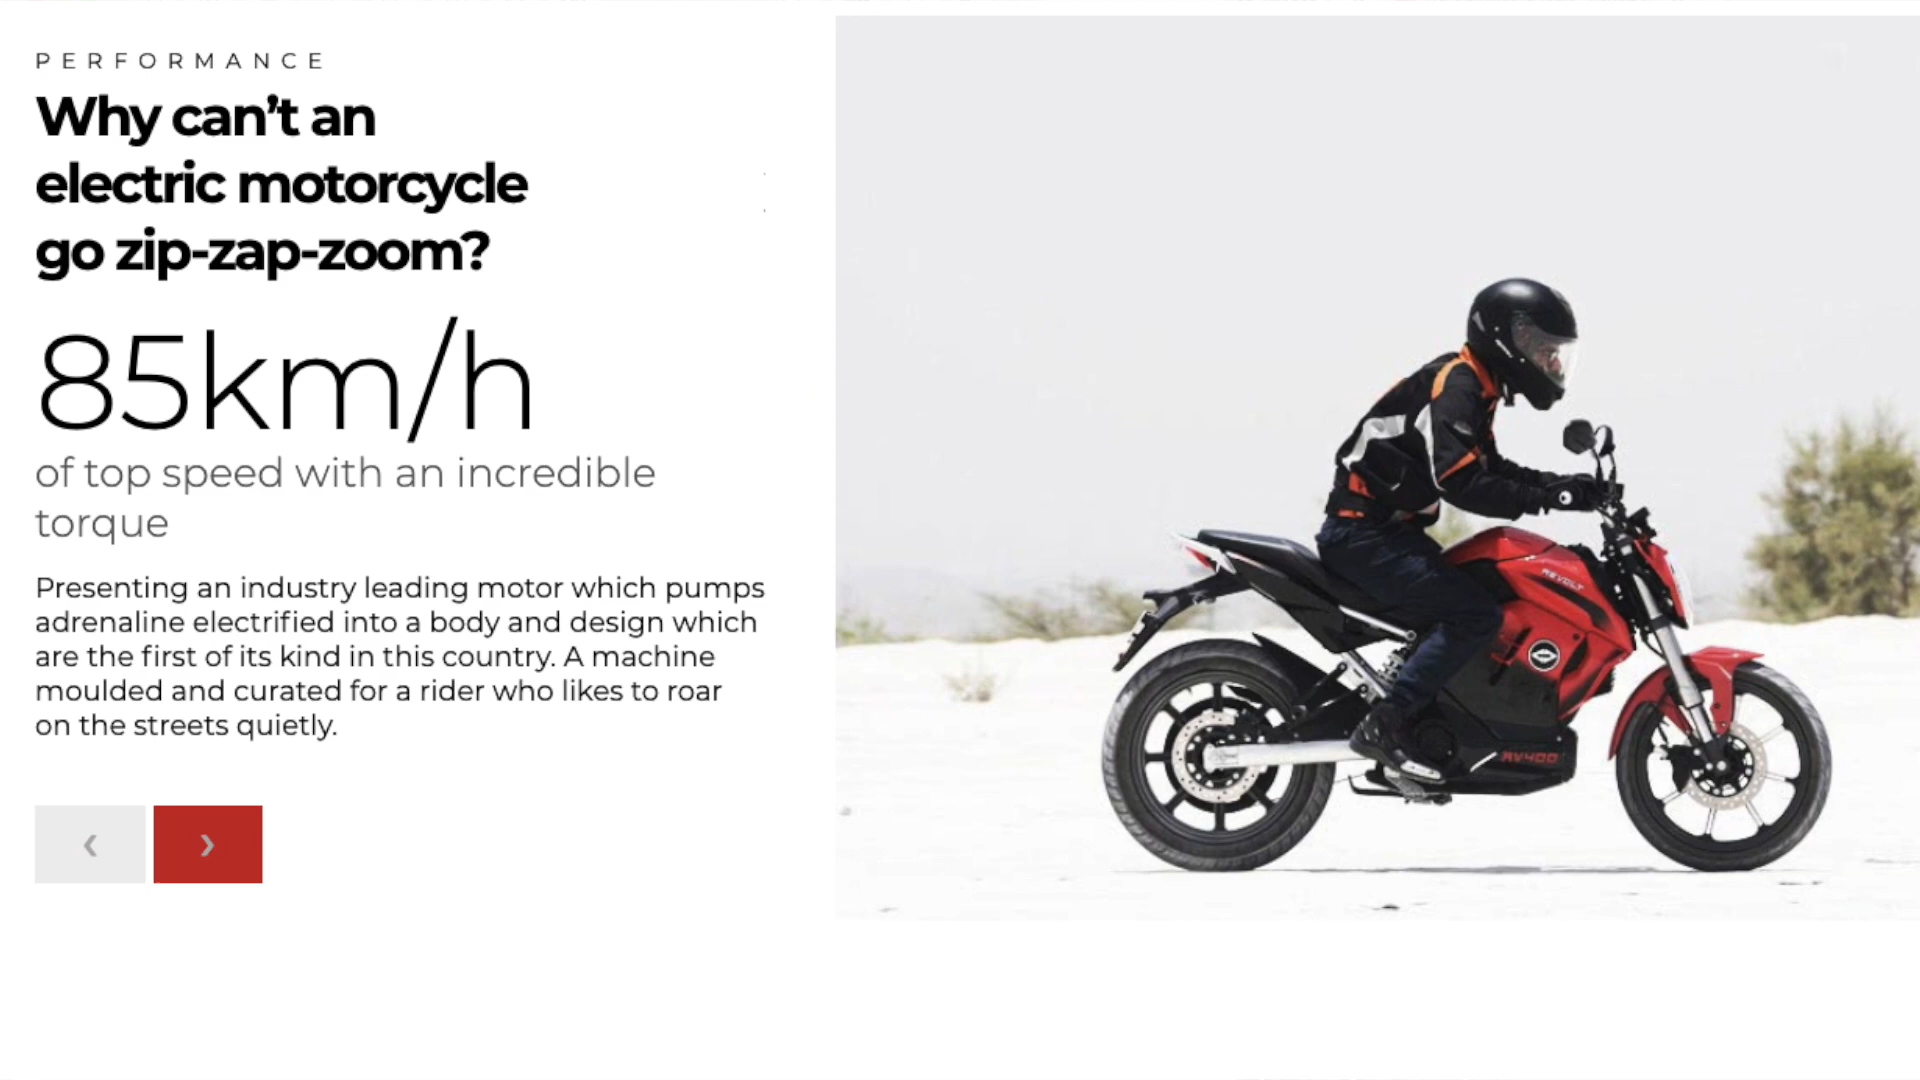 PERFORMANCE
Why can’t an
electric motorcycle
go zip-zap-zoom?
85km/h
of top speed with an incredible
torque
Presenting an industry leading motor which pumps
adrenaline electrified into a body and design which
are the first of its kind in this country. A machine
moulded and curated for a rider who likes to roar
on the streets quietly.
REVOLT
RV400